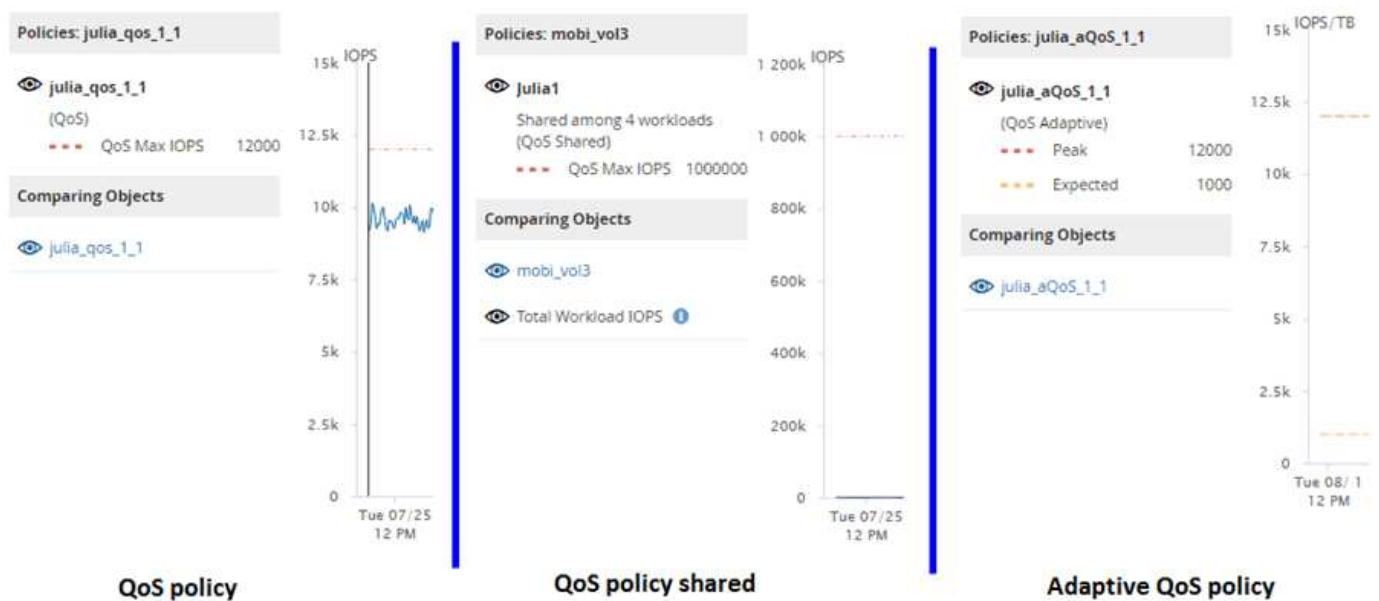 Policies: julia_qos_1_1
julia_qos_1_1
(QoS)
QoS Max IOPS 12000
Comparing Objects
julia_qos_1_1
IOPS
15k
12.5k
10k
7.5k
5k
2.5k
0
Tue 07/25
12 PM
QoS policy
Policies: mobi_vol3
Julia1
Shared among 4 workloads
(QoS Shared)
QoS Max IOPS 1000000
Comparing Objects
mobi_vol3
Total Workload IOPS
IOPS
1 200k
1 000k
800k
600k
400k
200k
0
Tue 07/25
12 PM
QoS policy shared
Policies: julia_aQoS_1_1
julia_aQoS_1_1
(QoS Adaptive)
Peak 12000
Expected 1000
Comparing Objects
julia_aQoS_1_1
IOPS/TB
15k
12.5k
10k
7.5k
5k
2.5k
0
Tue 08/ 1
12 PM
Adaptive QoS policy